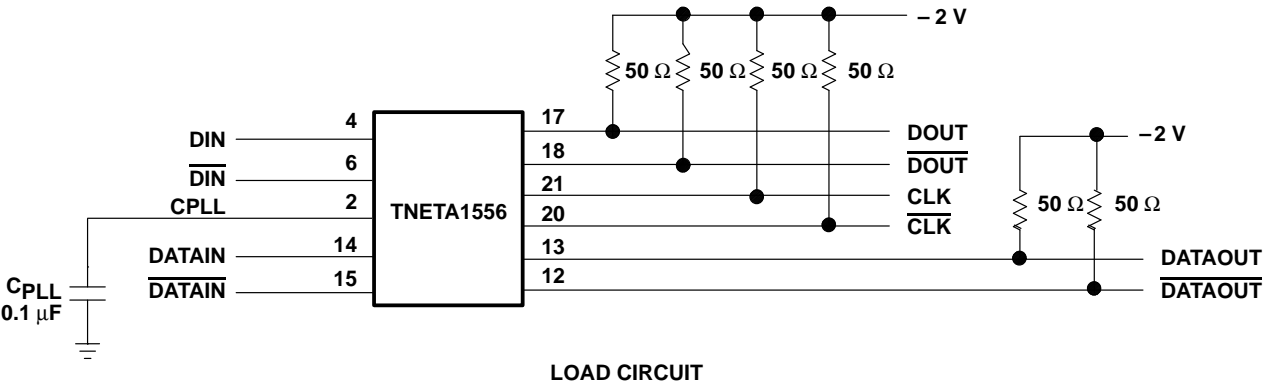 – 2 V
50 Ω 50 Ω 50 Ω 50 Ω
4 17
DIN DOUT
–2 V
6 18
DIN DOUT
21
CPLL 2 TNETA1556 CLK
50 Ω 50 Ω
20
CLK
14 13
DATAIN DATAOUT
15 12
DATAIN DATAOUT
CPLL
0.1 μF
LOAD CIRCUIT